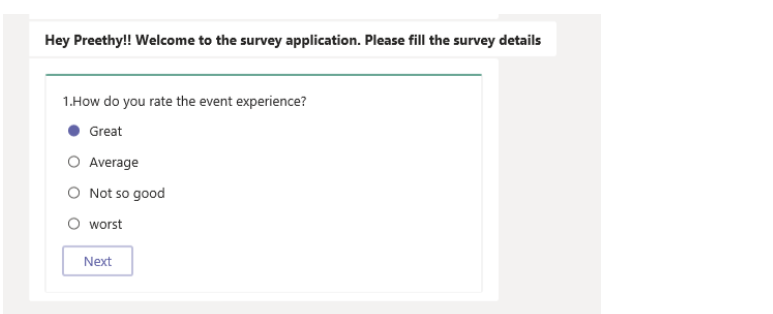 Hey Preethy!! Welcome to the survey application. Please fill the survey details
1.How do you rate the event experience?
Great
Average
Not so good
worst
Next